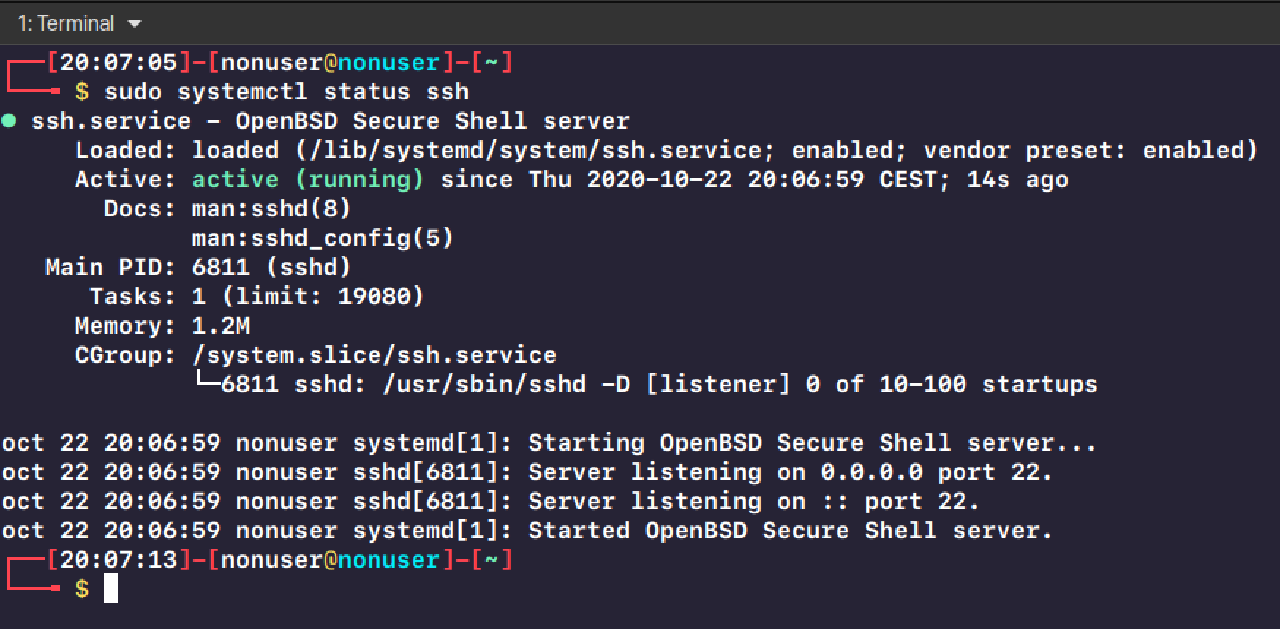 1: Terminal
[20:07:05]-[nonuser@nonuser]-[~]
$ sudo systemctl status ssh
● ssh.service - OpenBSD Secure Shell server
Loaded: loaded (/lib/systemd/system/ssh.service; enabled; vendor preset: enabled)
Active: active (running) since Thu 2020-10-22 20:06:59 CEST; 14s ago
Docs: man:sshd(8)
man:sshd_config(5)
Main PID: 6811 (sshd)
Tasks: 1 (limit: 19080)
Memory: 1.2M
CGroup: /system.slice/ssh.service
└─6811 sshd: /usr/sbin/sshd -D [listener] 0 of 10-100 startups
oct 22 20:06:59 nonuser systemd[1]: Starting OpenBSD Secure Shell server...
oct 22 20:06:59 nonuser sshd[6811]: Server listening on 0.0.0.0 port 22.
oct 22 20:06:59 nonuser sshd[6811]: Server listening on :: port 22.
oct 22 20:06:59 nonuser systemd[1]: Started OpenBSD Secure Shell server.
[20:07:13]-[nonuser@nonuser]-[~]
$